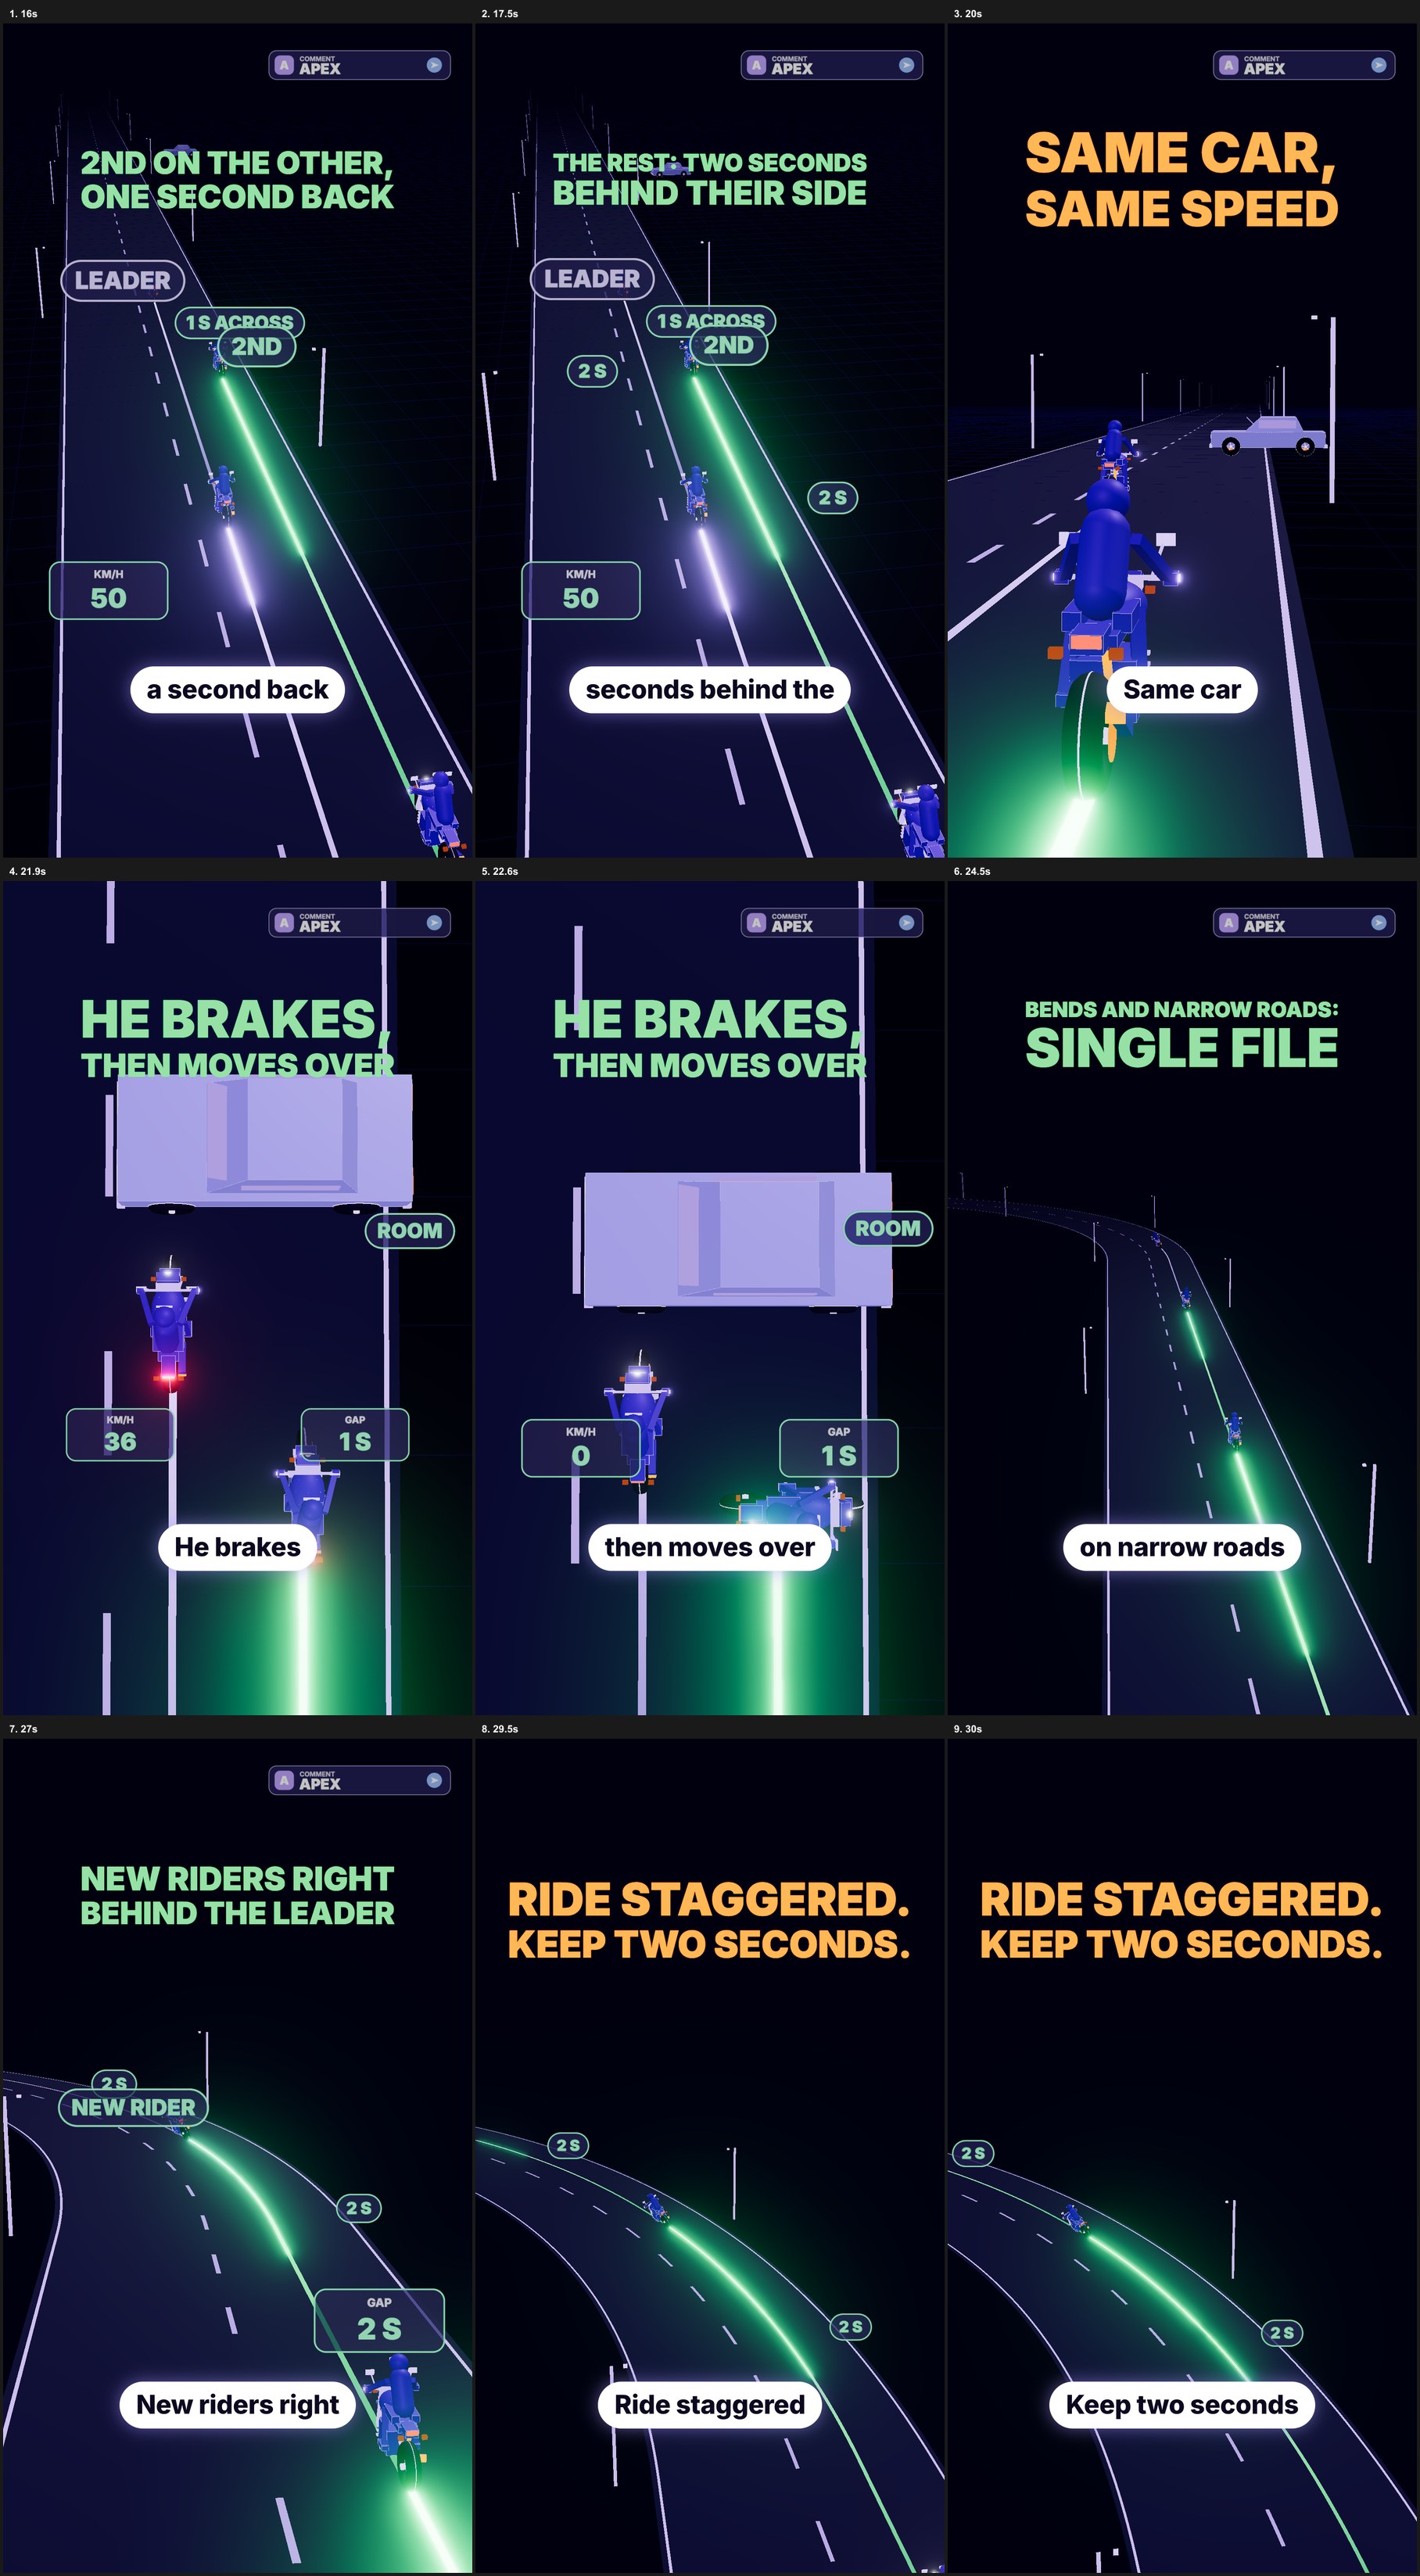 1. 16s
A COMMENT
APEX
2ND ON THE OTHER,
ONE SECOND BACK
LEADER
1 S ACROSS
2ND
KM/H
50
a second back
2. 17.5s
A COMMENT
APEX
THE REST: TWO SECONDS
BEHIND THEIR SIDE
LEADER
1 S ACROSS
2ND
2 S
2 S
KM/H
50
seconds behind the
3. 20s
A COMMENT
APEX
SAME CAR,
SAME SPEED
Same car
4. 21.9s
A COMMENT
APEX
HE BRAKES,
THEN MOVES OVER
ROOM
KM/H
36
GAP
1 S
He brakes
5. 22.6s
A COMMENT
APEX
HE BRAKES,
THEN MOVES OVER
ROOM
KM/H
0
GAP
1 S
then moves over
6. 24.5s
A COMMENT
APEX
BENDS AND NARROW ROADS:
SINGLE FILE
on narrow roads
7. 27s
A COMMENT
APEX
NEW RIDERS RIGHT
BEHIND THE LEADER
2 S
NEW RIDER
2 S
GAP
2 S
New riders right
8. 29.5s
RIDE STAGGERED.
KEEP TWO SECONDS.
2 S
2 S
Ride staggered
9. 30s
RIDE STAGGERED.
KEEP TWO SECONDS.
2 S
2 S
Keep two seconds